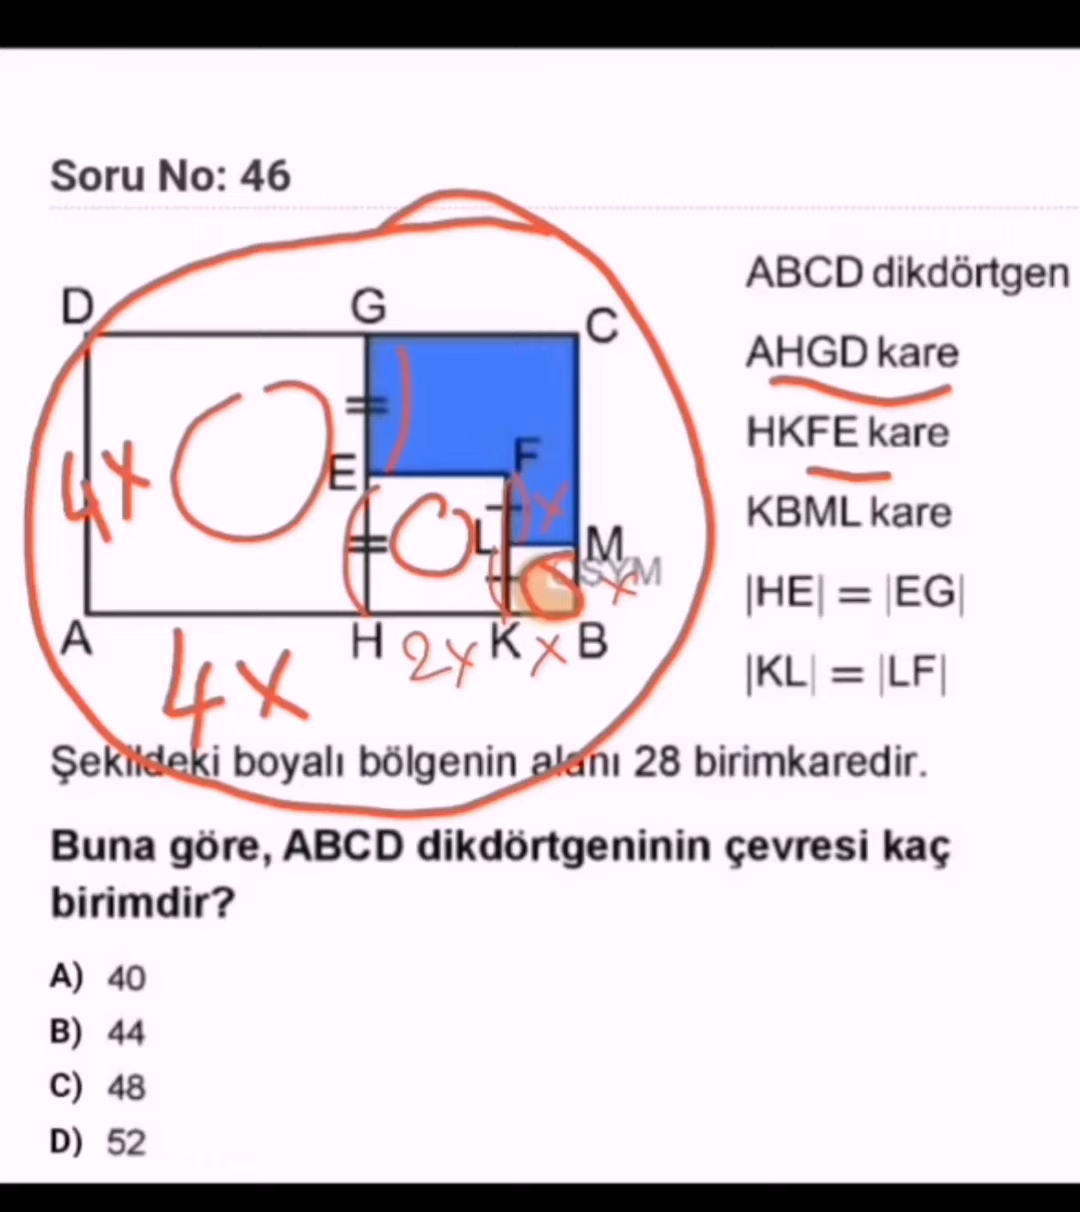 Soru No: 46
D G C
E F
L M
ÖSYM
A H K B
4x
4x
2x x
x
x
ABCD dikdörtgen
AHGD kare
HKFE kare
KBML kare
|HE| = |EG|
|KL| = |LF|
Şekildeki boyalı bölgenin alanı 28 birimkaredir.
Buna göre, ABCD dikdörtgeninin çevresi kaç
birimdir?
A) 40
B) 44
C) 48
D) 52